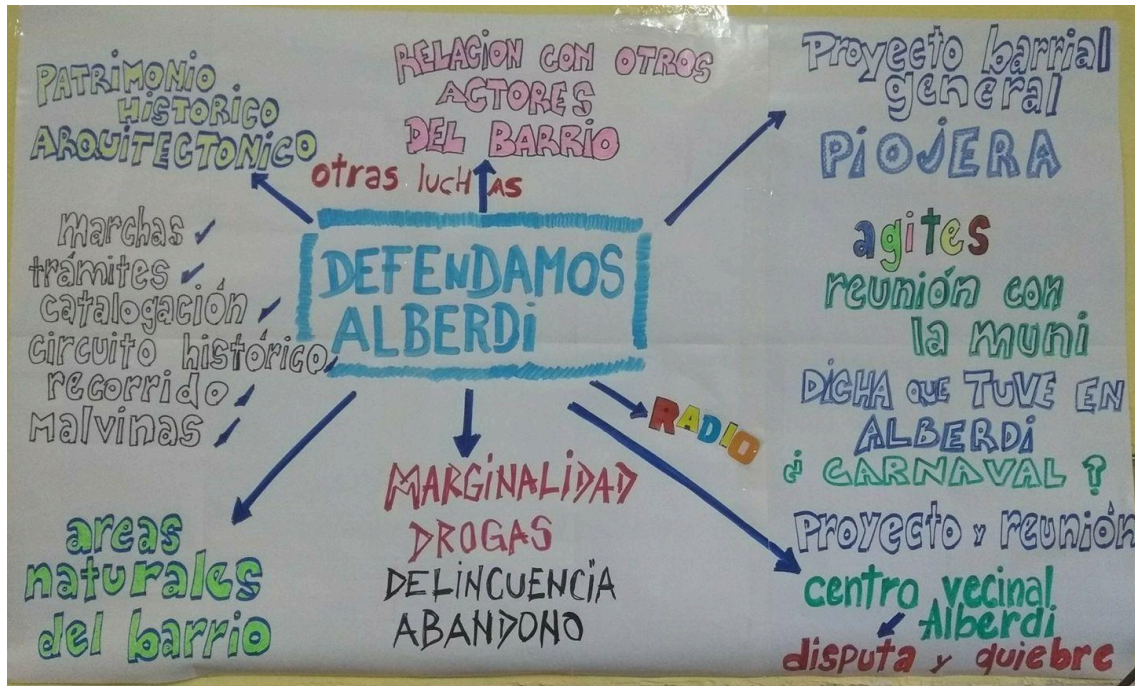 PATRIMONIO
HISTORICO
ARQUITECTONICO
marchas
trámites
catalogación
circuito histórico
recorrido
malvinas
areas
naturales
del barrio
RELACION CON OTROS
ACTORES
DEL BARRIO
otras lucHAS
DEFENDAMOS
ALBERDi
RADIO
MARGiNALiDAD
DROGAS
DELiNCUENCiA
ABANDONO
Proyecto barrial
general
PiOJERA
agites
reunión con
la muni
DiCHA QUE TUVE EN
ALBERDi
¿ CARNAVAL ?
Proyecto y reunión
centro vecinal
Alberdi
disputa y quiebre